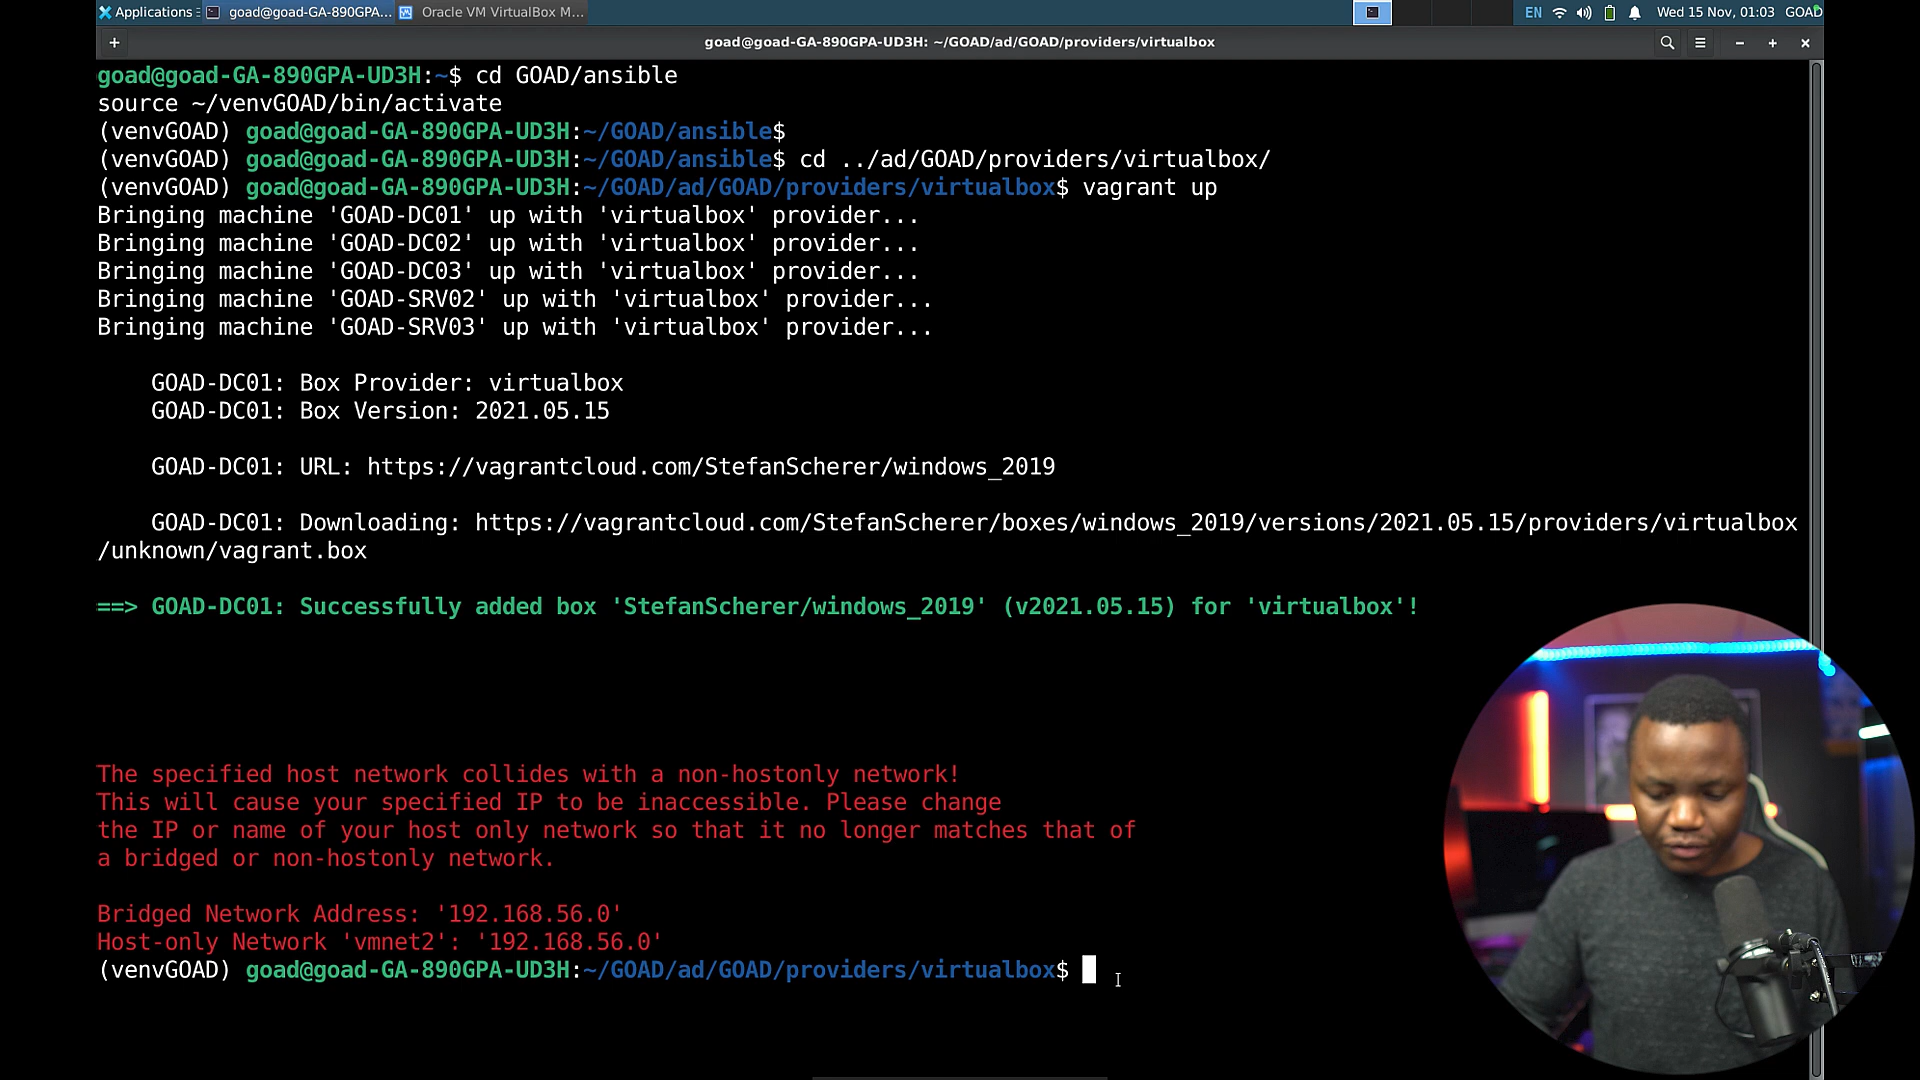 Applications
goad@goad-GA-890GPA...
Oracle VM VirtualBox M...
EN
Wed 15 Nov, 01:03
GOAD
goad@goad-GA-890GPA-UD3H: ~/GOAD/ad/GOAD/providers/virtualbox
goad@goad-GA-890GPA-UD3H:~$ cd GOAD/ansible
source ~/venvGOAD/bin/activate
(venvGOAD) goad@goad-GA-890GPA-UD3H:~/GOAD/ansible$
(venvGOAD) goad@goad-GA-890GPA-UD3H:~/GOAD/ansible$ cd ../ad/GOAD/providers/virtualbox/
(venvGOAD) goad@goad-GA-890GPA-UD3H:~/GOAD/ad/GOAD/providers/virtualbox$ vagrant up
Bringing machine 'GOAD-DC01' up with 'virtualbox' provider...
Bringing machine 'GOAD-DC02' up with 'virtualbox' provider...
Bringing machine 'GOAD-DC03' up with 'virtualbox' provider...
Bringing machine 'GOAD-SRV02' up with 'virtualbox' provider...
Bringing machine 'GOAD-SRV03' up with 'virtualbox' provider...
GOAD-DC01: Box Provider: virtualbox
GOAD-DC01: Box Version: 2021.05.15
GOAD-DC01: URL: https://vagrantcloud.com/StefanScherer/windows_2019
GOAD-DC01: Downloading: https://vagrantcloud.com/StefanScherer/boxes/windows_2019/versions/2021.05.15/providers/virtualbox
/unknown/vagrant.box
==> GOAD-DC01: Successfully added box 'StefanScherer/windows_2019' (v2021.05.15) for 'virtualbox'!
The specified host network collides with a non-hostonly network!
This will cause your specified IP to be inaccessible. Please change
the IP or name of your host only network so that it no longer matches that of
a bridged or non-hostonly network.
Bridged Network Address: '192.168.56.0'
Host-only Network 'vmnet2': '192.168.56.0'
(venvGOAD) goad@goad-GA-890GPA-UD3H:~/GOAD/ad/GOAD/providers/virtualbox$